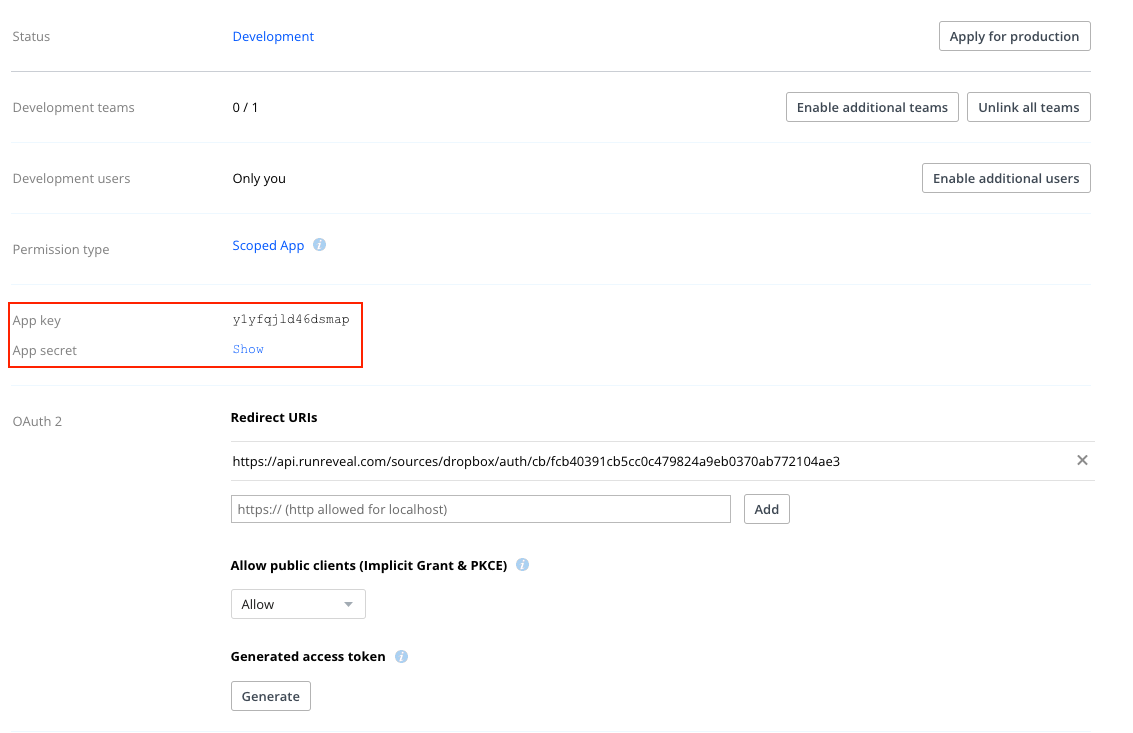 Status Development Apply for production
Development teams 0 / 1 Enable additional teams Unlink all teams
Development users Only you Enable additional users
Permission type Scoped App i
App key y1yfqjld46dsmap
App secret Show
OAuth 2 Redirect URIs
https://api.runreveal.com/sources/dropbox/auth/cb/fcb40391cb5cc0c479824a9eb0370ab772104ae3
https:// (http allowed for localhost) Add
Allow public clients (Implicit Grant & PKCE) i
Allow
Generated access token i
Generate